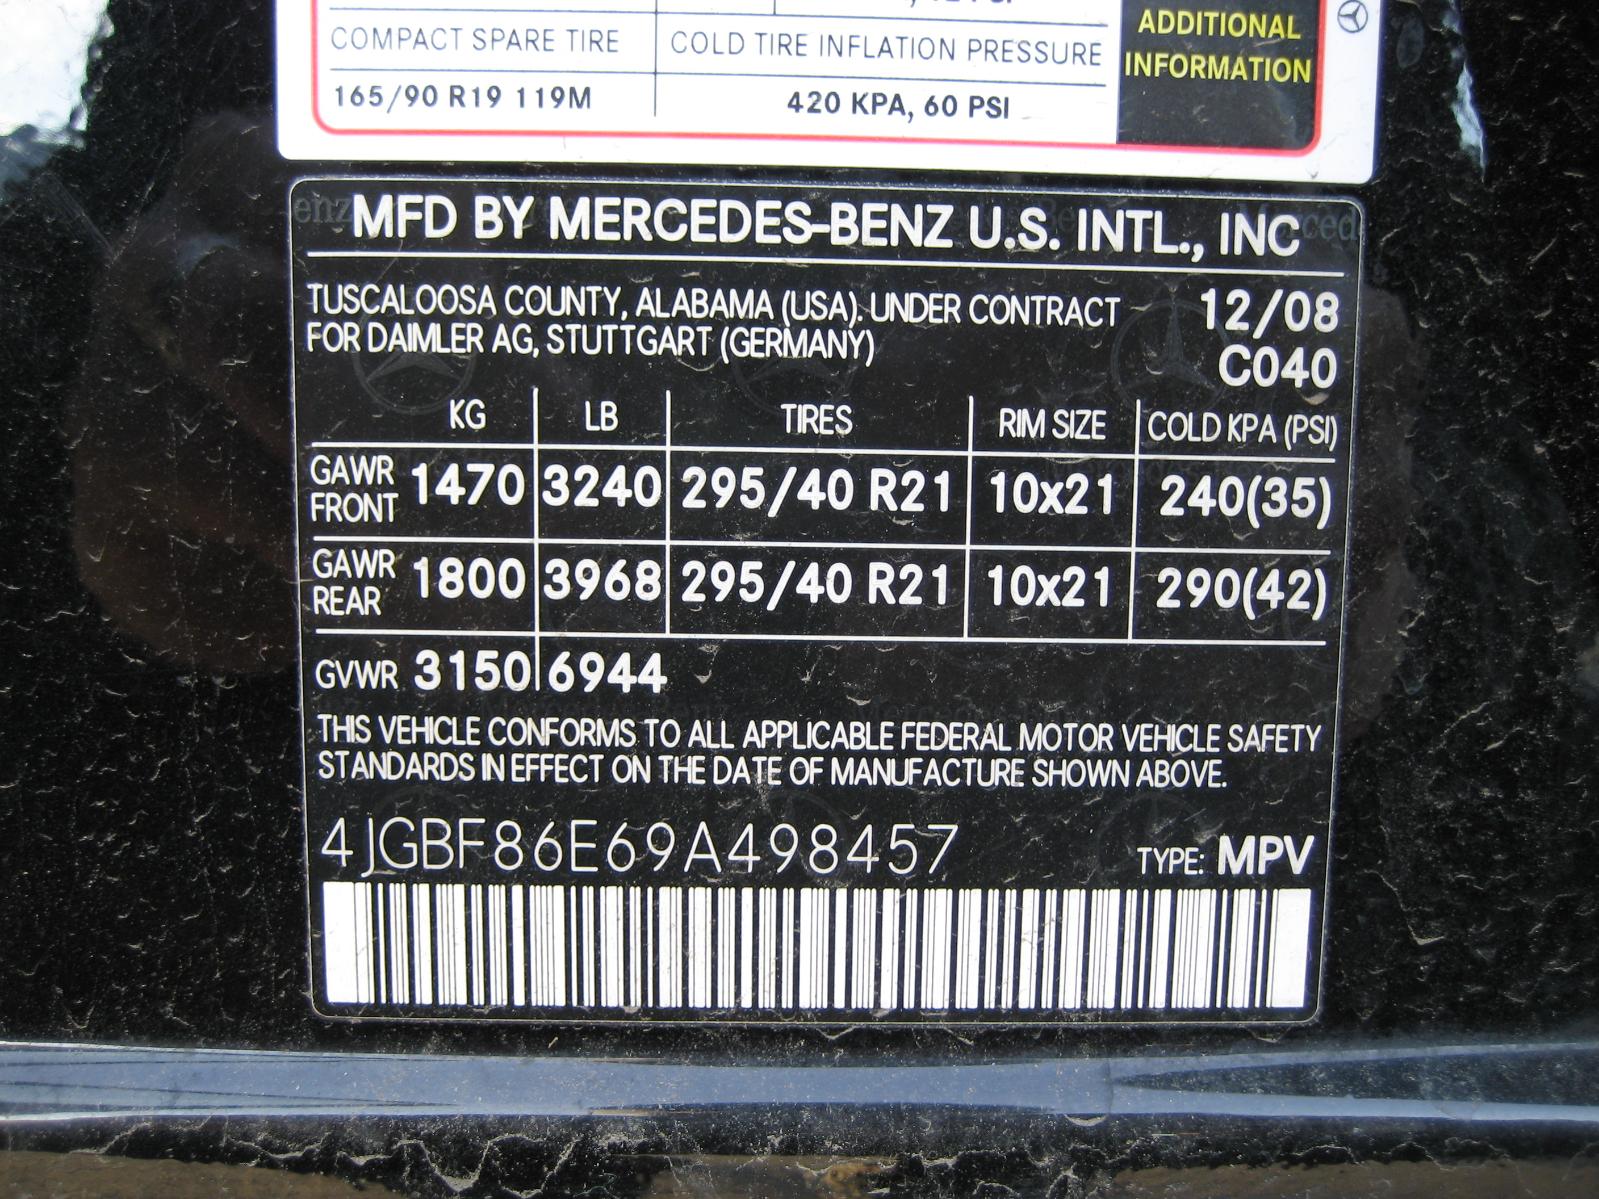 COMPACT SPARE TIRE COLD TIRE INFLATION PRESSURE
165/90 R19 119M 420 KPA, 60 PSI
ADDITIONAL
INFORMATION
MFD BY MERCEDES-BENZ U.S. INTL., INC
TUSCALOOSA COUNTY, ALABAMA (USA). UNDER CONTRACT
FOR DAIMLER AG, STUTTGART (GERMANY)
12/08
C040
KG LB TIRES RIM SIZE COLD KPA (PSI)
GAWR FRONT 1470 3240 295/40 R21 10x21 240(35)
GAWR REAR 1800 3968 295/40 R21 10x21 290(42)
GVWR 3150 6944
THIS VEHICLE CONFORMS TO ALL APPLICABLE FEDERAL MOTOR VEHICLE SAFETY
STANDARDS IN EFFECT ON THE DATE OF MANUFACTURE SHOWN ABOVE.
4JGBF86E69A498457 TYPE: MPV